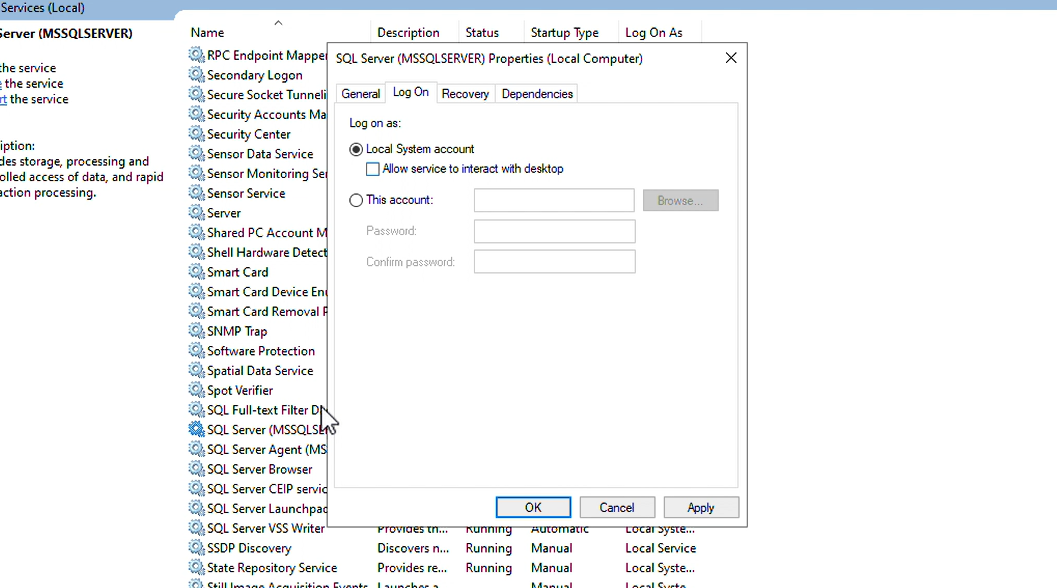 Services (Local)
Server (MSSQLSERVER)
the service
the service
the service
iption:
des storage, processing and
olled access of data, and rapid
action processing.
Name
Description
Status
Startup Type
Log On As
RPC Endpoint Mapper
Secondary Logon
Secure Socket Tunneli
Security Accounts Ma
Security Center
Sensor Data Service
Sensor Monitoring Ser
Sensor Service
Server
Shared PC Account M
Shell Hardware Detect
Smart Card
Smart Card Device Enu
Smart Card Removal P
SNMP Trap
Software Protection
Spatial Data Service
Spot Verifier
SQL Full-text Filter D
SQL Server (MSSQLSER
SQL Server Agent (MS
SQL Server Browser
SQL Server CEIP servic
SQL Server Launchpad
SQL Server VSS Writer Provides th... Running Automatic Local Syste...
SSDP Discovery Discovers n... Running Manual Local Service
State Repository Service Provides re... Running Manual Local Syste...
Still Image Acquisition Events Launches a... Manual Local Syste...
SQL Server (MSSQLSERVER) Properties (Local Computer)
General
Log On
Recovery
Dependencies
Log on as:
Local System account
Allow service to interact with desktop
This account:
Browse...
Password:
Confirm password:
OK
Cancel
Apply